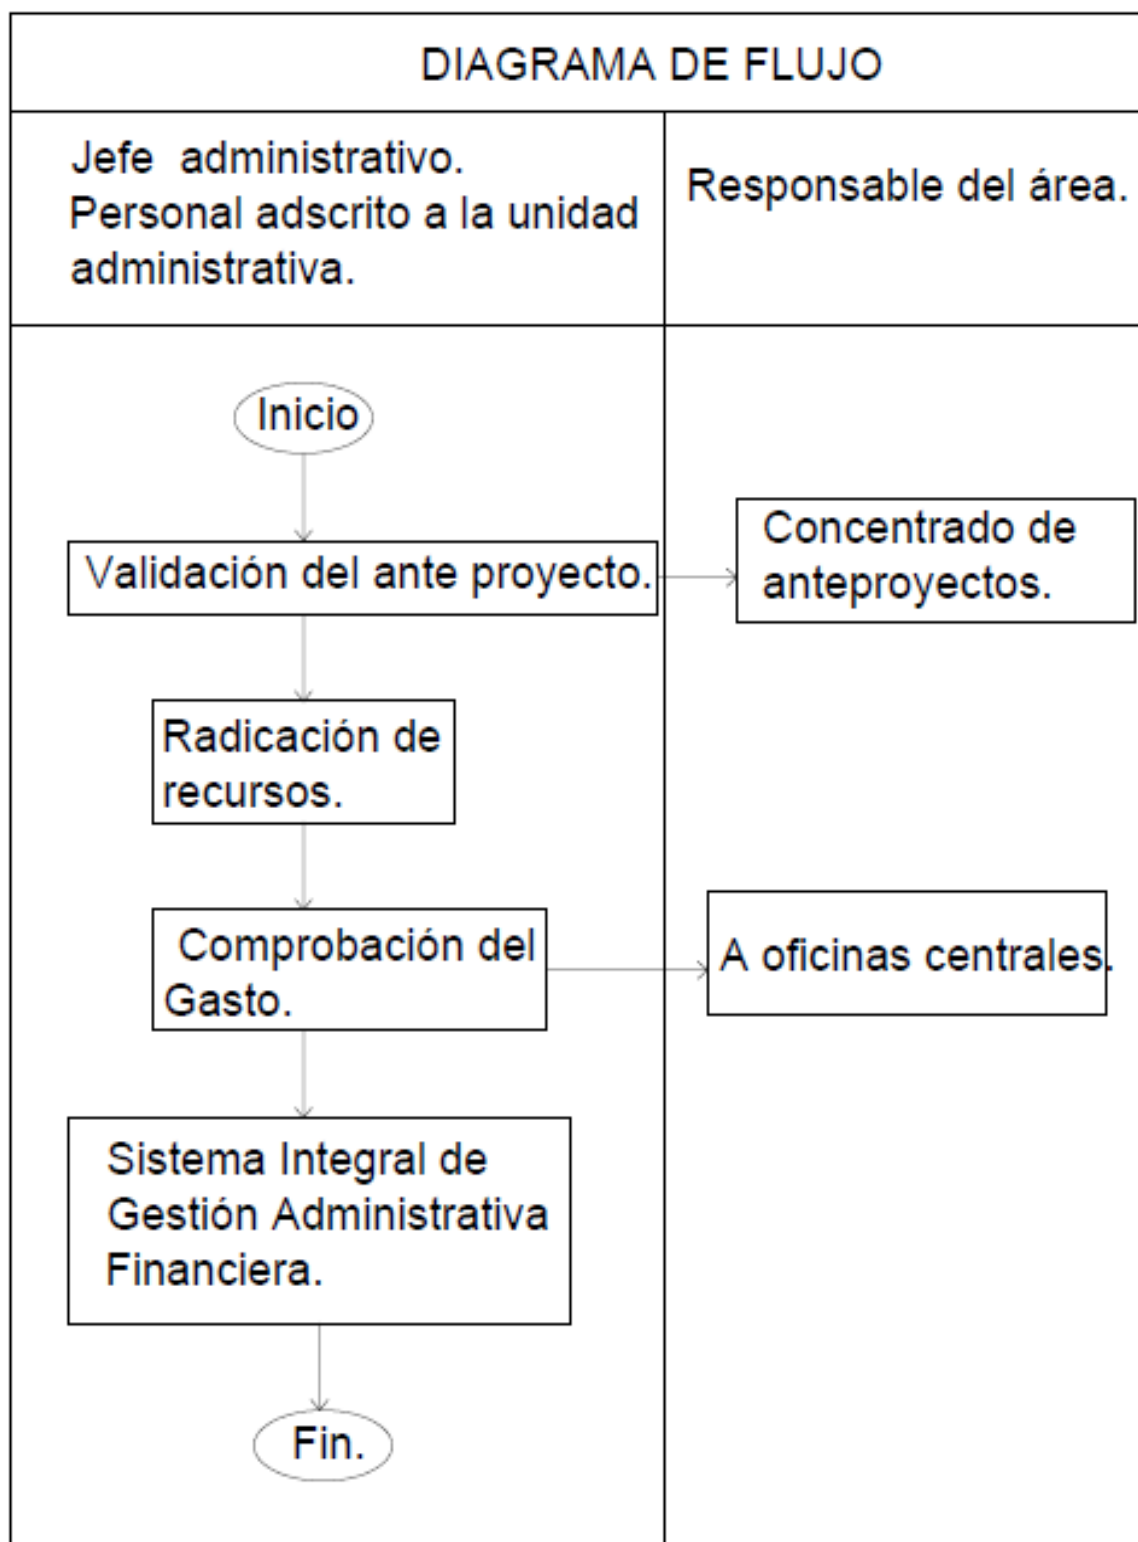 DIAGRAMA DE FLUJO
Jefe administrativo.
Personal adscrito a la unidad
administrativa.
Responsable del área.
Inicio
Validación del ante proyecto.
Concentrado de
anteproyectos.
Radicación de
recursos.
Comprobación del
Gasto.
A oficinas centrales.
Sistema Integral de
Gestión Administrativa
Financiera.
Fin.